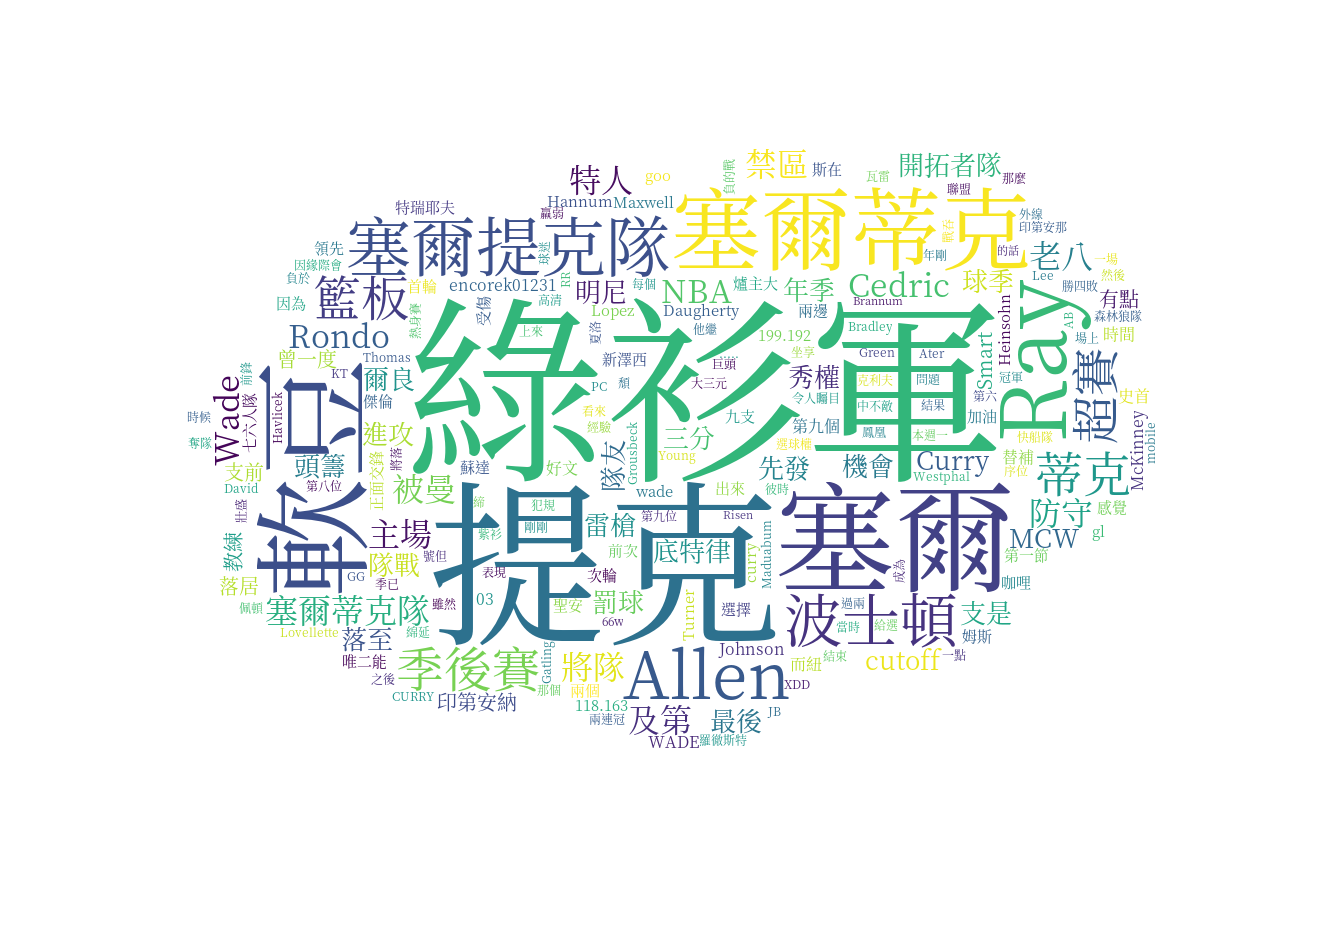 禁區
斯在
開拓者隊
特人
goo
負的戰
瓦雷
聯盟
那麼
Hannum
Maxwell
特瑞耶夫
贏弱
塞爾提克隊
塞爾蒂克
外線
印第安那
戰谷
的話
領先
因緣際會
負於
球迷
年剛
老八
一場
然後
Lee
勝四敗
籃板
首輪
encorek01231
RR
明尼
每個
NBA
爐主大
年季
Cedric
球季
有點
森林狼隊
因為
熱身賽
受傷
高清
Lopez
Daugherty
兩邊
Brannum
Heinsohn
Ray
AB
Rondo
上來
夏洛
他繼
199.192
Bradley
場上
時間
曾一度
Thomas
新澤西
巨頭
坐享
Green
Ater
Smart
超賽
前鋒
KT
爾良
PC
頹
大三元
秀權
克利夫
問題
冠軍
綠衫軍
軟豆
Wade
七六人隊
Havlicek
傑倫
看來
九支
令人矚目
中不敵
結果
第六
加油
史首
時候
經驗
第九個
鳳凰
本週一
快船隊
McKinney
mobile
奪隊
進攻
正面交鋒
將落
隊友
Grousbeck
三分
選球權
替補
序位
支前
頭籌
蘇達
好文
Young
先發
機會
Curry
蒂克
David
第八位
被曼
wade
出來
彼時
Westphal
壯盛
締
犯規
第九位
Risen
提克
塞爾
防守
感覺
教練
主場
號但
紫衫
剛剛
雷槍
前次
底特律
curry
Maduabum
MCW
gl
隊戰
GG
季已
表現
次輪
成為
第一節
落居
佩頓
塞爾蒂克隊
雖然
03
聖安
罰球
66w
Turner
選擇
波士頓
過兩
咖哩
支是
Lovellette
落至
綿延
當時
給選
姆斯
唯二能
季後賽
Gatling
將隊
Allen
Johnson
而紐
結束
cutoff
一點
之後
CURRY
印第安納
那個
兩個
118.163
XDD
兩連冠
及第
最後
JB
WADE
羅徹斯特